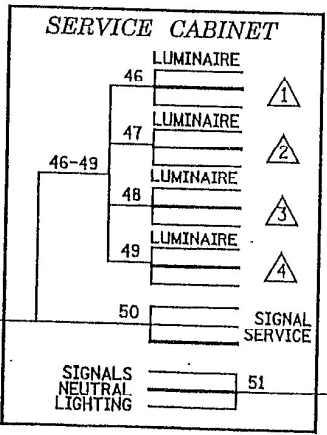 SERVICE CABINET
LUMINAIRE
46
1
LUMINAIRE
47
2
46-49
LUMINAIRE
48
3
LUMINAIRE
49
4
50
SIGNAL
SERVICE
SIGNALS
NEUTRAL
LIGHTING
51